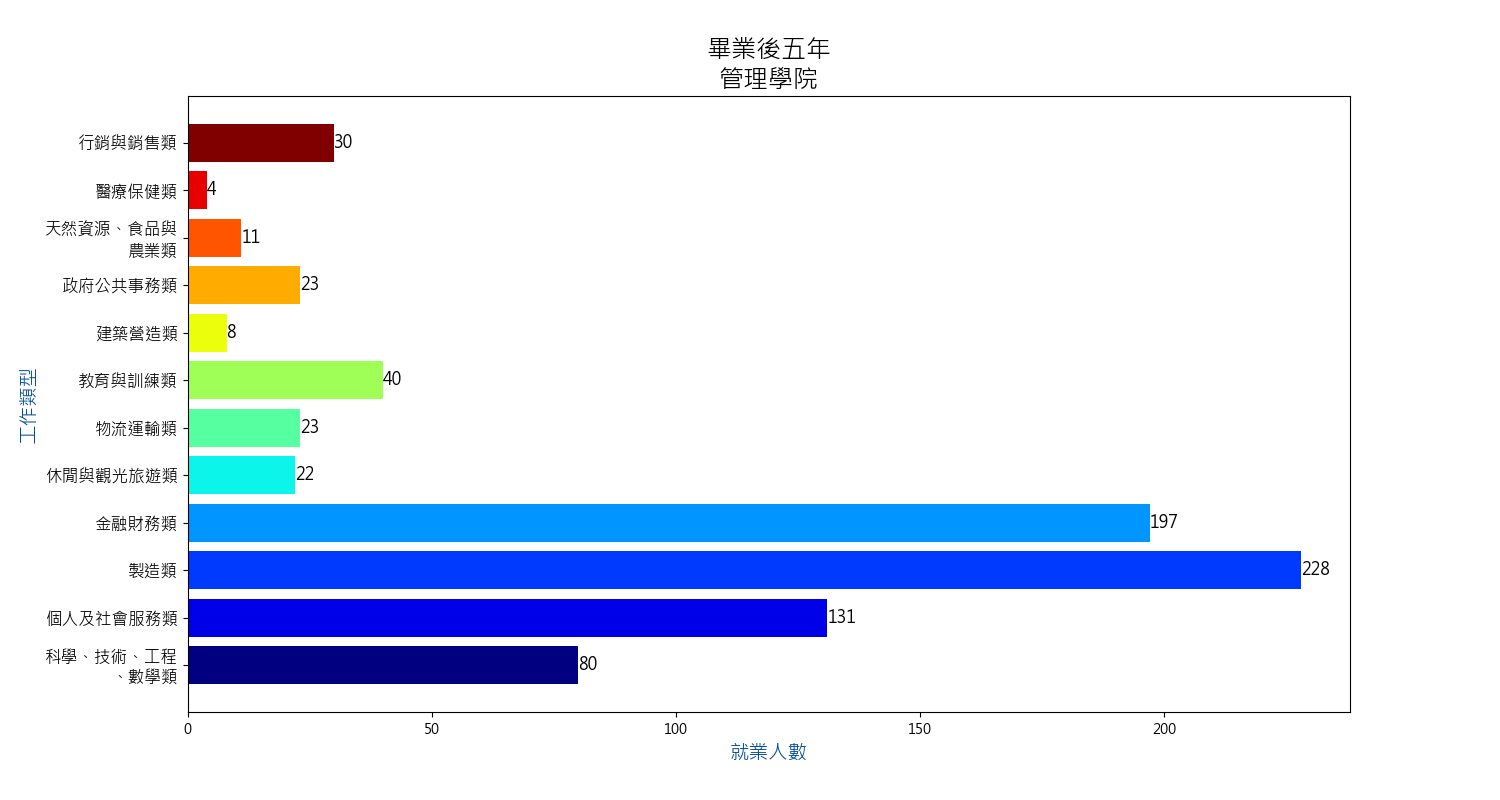 畢業後五年
管理學院
行銷與銷售類
30
醫療保健類
4
天然資源、食品與
農業類
11
政府公共事務類
23
建築營造類
8
教育與訓練類
40
物流運輸類
23
休閒與觀光旅遊類
22
金融財務類
197
製造類
228
個人及社會服務類
131
科學、技術、工程
、數學類
80
工作類型
0
50
100
150
200
就業人數